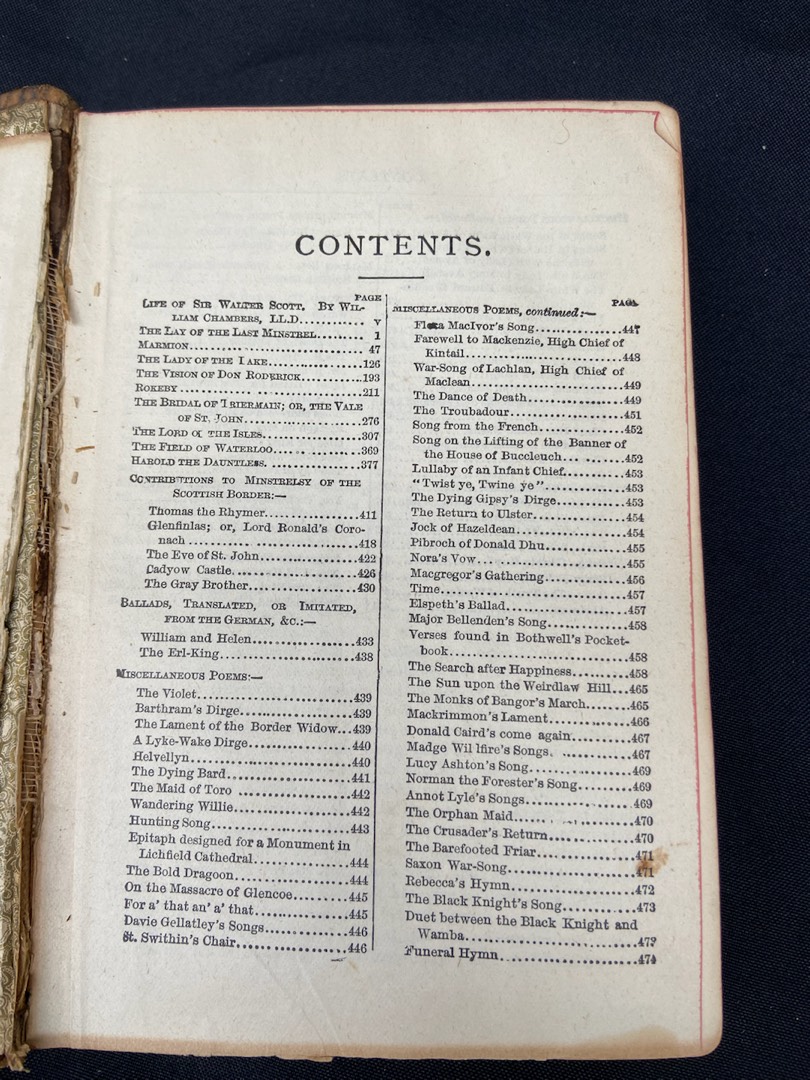 CONTENTS.
PAGE
LIFE OF SIR WALTER SCOTT. BY WIL-
LIAM CHAMBERS, LL.D........... v
THE LAY OF THE LAST MINSTREL....... 1
MARMION............................ 47
THE LADY OF THE LAKE...............126
THE VISION OF DON RODERICK..........193
ROKEBY.............................211
THE BRIDAL OF TRIERMAIN; OR, THE VALE
OF ST. JOHN....................276
THE LORD OF THE ISLES...............307
THE FIELD OF WATERLOO..............369
HAROLD THE DAUNTLESS...............377
CONTRIBUTIONS TO MINSTRELSY OF THE
SCOTTISH BORDER:—
Thomas the Rhymer...............411
Glenfinlas; or, Lord Ronald's Coro-
nach ..........................418
The Eve of St. John...............422
Cadyow Castle....................426
The Gray Brother.................430
BALLADS, TRANSLATED, OR IMITATED,
FROM THE GERMAN, &C.:—
William and Helen................433
The Erl-King.....................438
MISCELLANEOUS POEMS:—
The Violet........................439
Bartham's Dirge..................439
The Lament of the Border Widow...439
A Lyke-Wake Dirge................440
Helvellyn.........................440
The Dying Bard...................441
The Maid of Toro .................442
Wandering Willie..................442
Hunting Song.....................443
Epitaph designed for a Monument in
Lichfield Cathedral..............444
The Bold Dragoon.................444
On the Massacre of Glencoe........445
For a' that an' a' that..............445
Davie Gellatley's Songs.............446
St. Swithin's Chair.................446
PAGE
MISCELLANEOUS POEMS, continued:—
Flora MacIvor's Song..............447
Farewell to Mackenzie, High Chief of
Kintail.........................448
War-Song of Lachlan, High Chief of
Maclean........................449
The Dance of Death................449
The Troubadour...................451
Song from the French..............452
Song on the Lifting of the Banner of
the House of Buccleuch..........452
Lullaby of an Infant Chief..........453
"Twist ye, Twine ye"..............453
The Dying Gipsy's Dirge...........453
The Return to Ulster...............454
Jock of Hazeldean.................454
Pibroch of Donald Dhu.............455
Nora's Vow.......................455
Macgregor's Gathering.............456
Time.............................457
Elspeth's Ballad...................457
Major Bellenden's Song............458
Verses found in Bothwell's Pocket-
book...........................458
The Search after Happiness.........458
The Sun upon the Weirdlaw Hill...465
The Monks of Bangor's March......465
Mackrimmon's Lament.............466
Donald Caird's come again.........467
Madge Wilfire's Songs.............467
Lucy Ashton's Song................469
Norman the Forester's Song........469
Annot Lyle's Songs................469
The Orphan Maid..................470
The Crusader's Return.............470
The Barefooted Friar...............471
Saxon War-Song...................471
Rebecca's Hymn...................472
The Black Knight's Song...........473
Duet between the Black Knight and
Wamba.........................473
Funeral Hymn.....................474